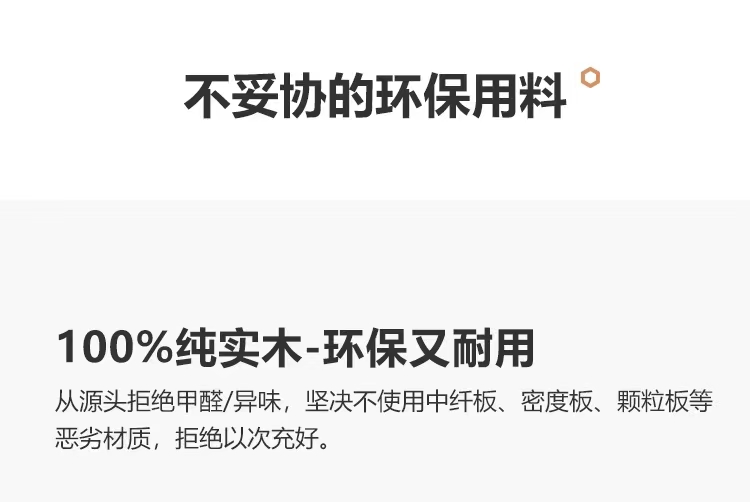 不妥协的环保用料
100%纯实木-环保又耐用
从源头拒绝甲醛/异味，坚决不使用中纤板、密度板、颗粒板等
恶劣材质，拒绝以次充好。